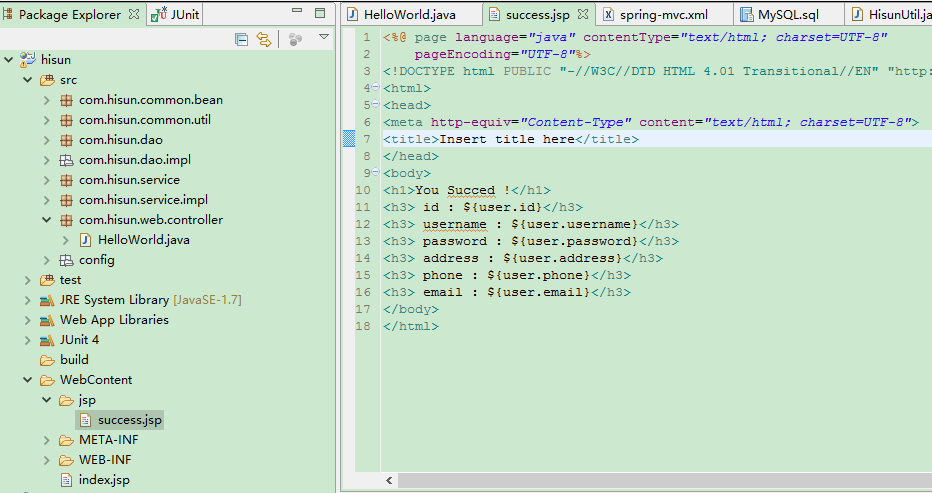 Package Explorer
JUnit
hisun
src
com.hisun.common.bean
com.hisun.common.util
com.hisun.dao
com.hisun.dao.impl
com.hisun.service
com.hisun.service.impl
com.hisun.web.controller
HelloWorld.java
config
test
JRE System Library [JavaSE-1.7]
Web App Libraries
JUnit 4
build
WebContent
jsp
success.jsp
META-INF
WEB-INF
index.jsp
HelloWorld.java success.jsp spring-mvc.xml MySQL.sql HisunUtil.ja
1 <%@ page language="java" contentType="text/html; charset=UTF-8"
2 pageEncoding="UTF-8"%>
3 <!DOCTYPE html PUBLIC "-//W3C//DTD HTML 4.01 Transitional//EN" "http:
4 <html>
5 <head>
6 <meta http-equiv="Content-Type" content="text/html; charset=UTF-8">
7 <title>Insert title here</title>
8 </head>
9 <body>
10 <h1>You Succed !</h1>
11 <h3> id : ${user.id}</h3>
12 <h3> username : ${user.username}</h3>
13 <h3> password : ${user.password}</h3>
14 <h3> address : ${user.address}</h3>
15 <h3> phone : ${user.phone}</h3>
16 <h3> email : ${user.email}</h3>
17 </body>
18 </html>